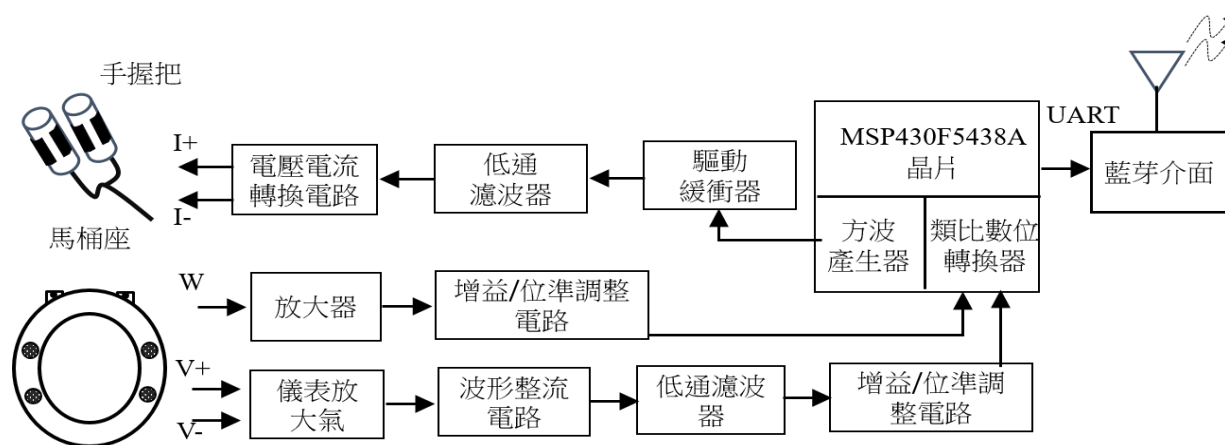 手握把
I+
I-
電壓電流
轉換電路
低通
濾波器
驅動
緩衝器
MSP430F5438A
晶片
方波
產生器
類比數位
轉換器
UART
藍芽介面
馬桶座
W
放大器
增益/位準調整
電路
V+
V-
儀表放
大氣
波形整流
電路
低通濾波
器
增益/位準調
整電路